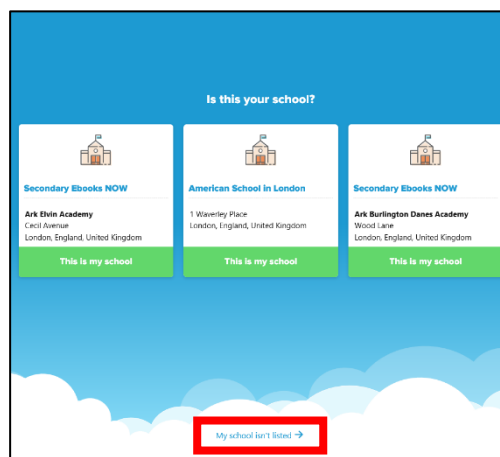 Is this your school?
Secondary Ebooks NOW
Ark Elvin Academy
Cecil Avenue
London, England, United Kingdom
This is my school
American School in London
1 Waverley Place
London, England, United Kingdom
This is my school
Secondary Ebooks NOW
Ark Burlington Danes Academy
Wood Lane
London, England, United Kingdom
This is my school
My school isn't listed →